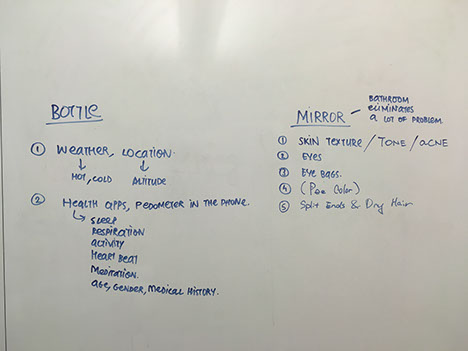 BOTTLE
① WEATHER, LOCATION.
HOT, COLD ALTITUDE
② HEALTH APPS, PEDOMETER IN THE PHONE.
SLEEP
RESPIRATION
ACTIVITY
HEART BEAT
MEDITATION.
AGE, GENDER, MEDICAL HISTORY.
MIRROR
BATHROOM
ELIMINATES
A LOT OF PROBLEM.
① SKIN TEXTURE / TONE / ACNE
② EYES
③ EYE BAGS.
④ (Pee Color)
⑤ Split Ends & Dry Hair